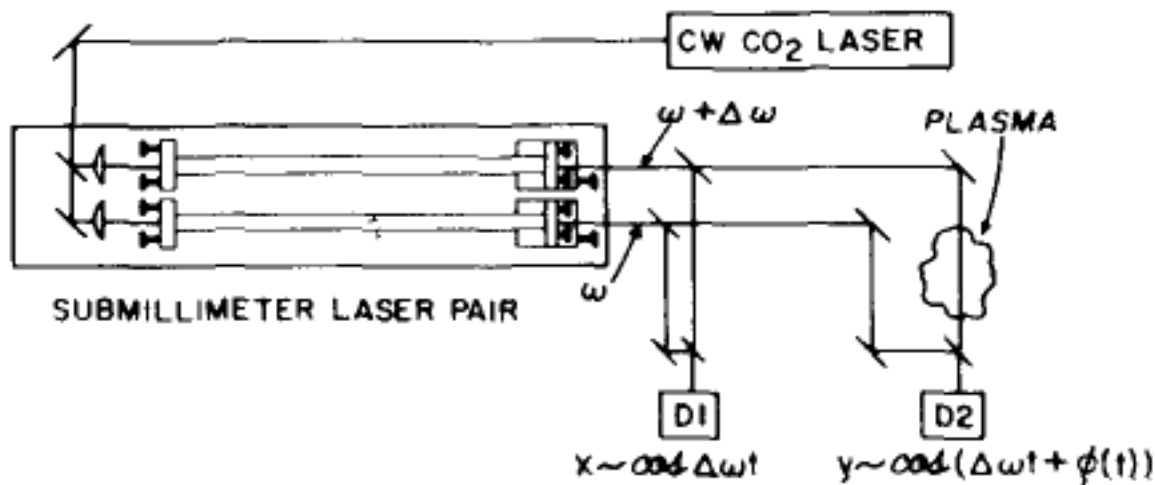 CW CO₂ LASER
ω + Δω
PLASMA
ω
SUBMILLIMETER LASER PAIR
D1
D2
x ~ cos Δωt
y ~ cos (Δωt + φ(t))